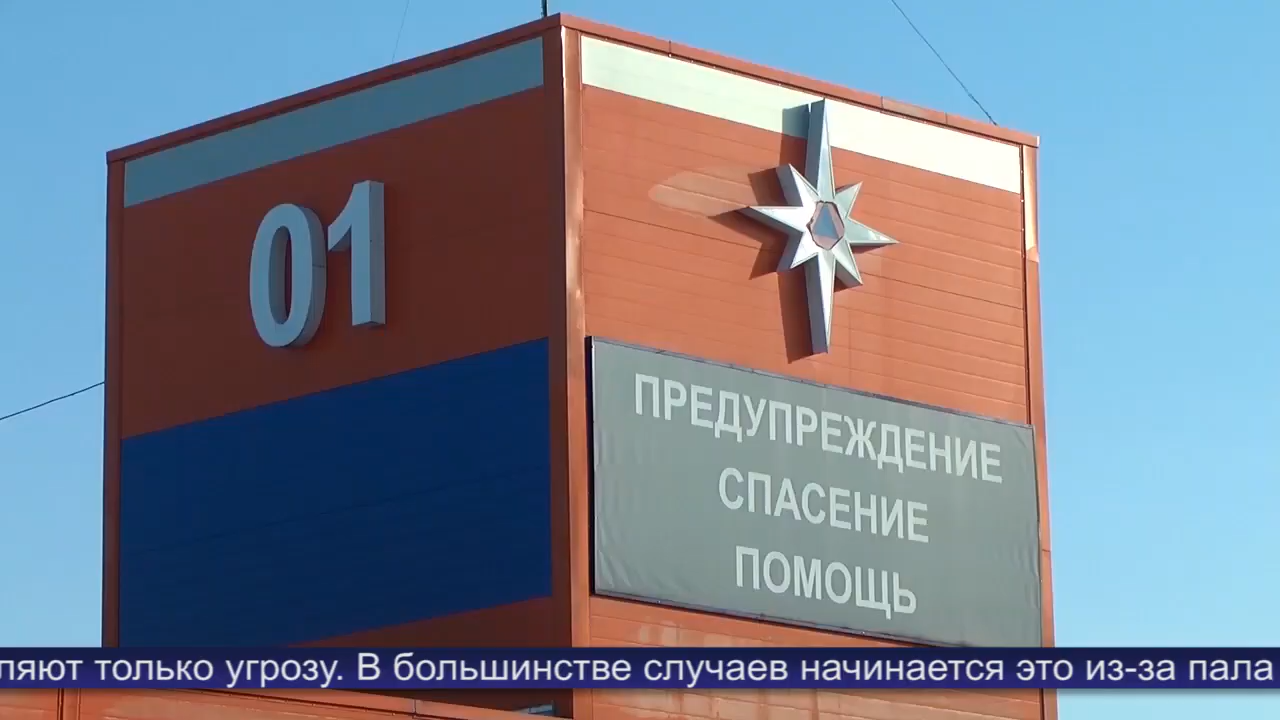 01
ПРЕДУПРЕЖДЕНИЕ
СПАСЕНИЕ
ПОМОЩЬ
ляют только угрозу. В большинстве случаев начинается это из-за пала